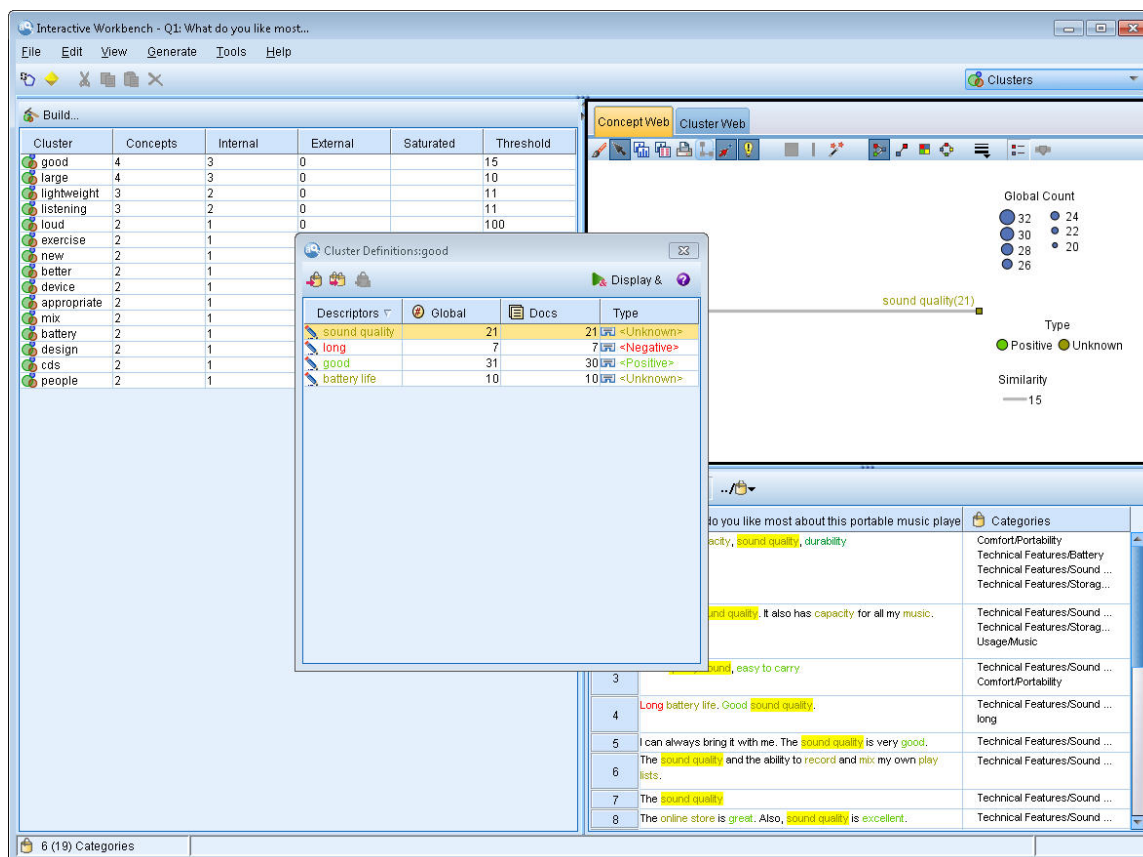 Interactive Workbench - Q1: What do you like most...
File Edit View Generate Tools Help
Clusters
Build...
Cluster Concepts Internal External Saturated Threshold
good 4 3 0 15
large 4 3 0 10
lightweight 3 2 0 11
listening 3 2 0 11
loud 2 1 0 100
exercise 2 1
new 2 1
better 2 1
device 2 1
appropriate 2 1
mix 2 1
battery 2 1
design 2 1
cds 2 1
people 2 1
Cluster Definitions:good
Display &
Descriptors Global Docs Type
sound quality 21 21 <Unknown>
long 7 7 <Negative>
good 31 30 <Positive>
battery life 10 10 <Unknown>
Concept Web Cluster Web
Global Count
32 24
30 22
28 20
26
sound quality(21)
Type
Positive Unknown
Similarity
15
../
do you like most about this portable music playe Categories
sound quality, durability
Comfort/Portability
Technical Features/Battery
Technical Features/Sound ...
Technical Features/Storag...
sound quality. It also has capacity for all my music.
Technical Features/Sound ...
Technical Features/Storag...
Usage/Music
3 sound, easy to carry
Technical Features/Sound ...
Comfort/Portability
4 Long battery life. Good sound quality.
Technical Features/Sound ...
long
5 I can always bring it with me. The sound quality is very good. Technical Features/Sound ...
6 The sound quality and the ability to record and mix my own play
lists.
Technical Features/Sound ...
7 The sound quality Technical Features/Sound ...
8 The online store is great. Also, sound quality is excellent. Technical Features/Sound ...
6 (19) Categories